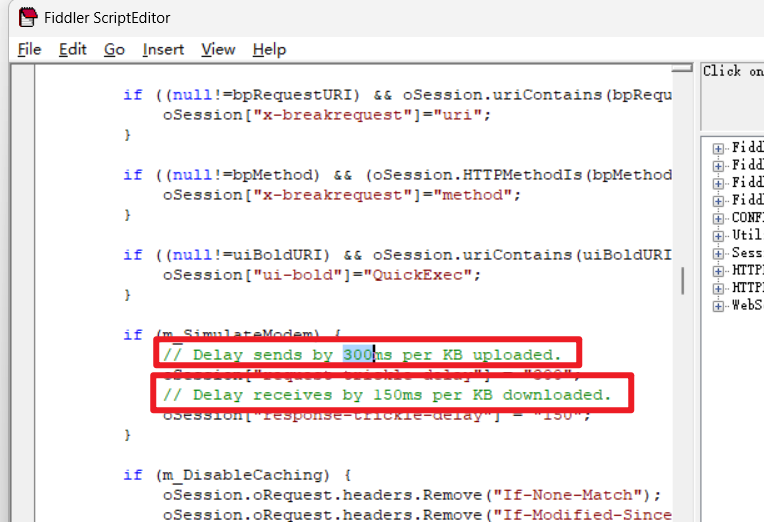 Fiddler ScriptEditor
File Edit Go Insert View Help
Click on
if ((null!=bpRequestURI) && oSession.uriContains(bpRequ
oSession["x-breakrequest"]="uri";
}
if ((null!=bpMethod) && (oSession.HTTPMethodIs(bpMethod
oSession["x-breakrequest"]="method";
}
if ((null!=uiBoldURI) && oSession.uriContains(uiBoldURI
oSession["ui-bold"]="QuickExec";
}
if (m_SimulateModem) {
// Delay sends by 300ms per KB uploaded.
oSession["request-trickle-delay"] = "300";
// Delay receives by 150ms per KB downloaded.
oSession["response-trickle-delay"] = "150";
}
if (m_DisableCaching) {
oSession.oRequest.headers.Remove("If-None-Match");
oSession.oRequest.headers.Remove("If-Modified-Since
Fiddl
Fiddl
Fiddl
Fiddl
CONFI
Util
Sess
HTTP
HTTP
WebS